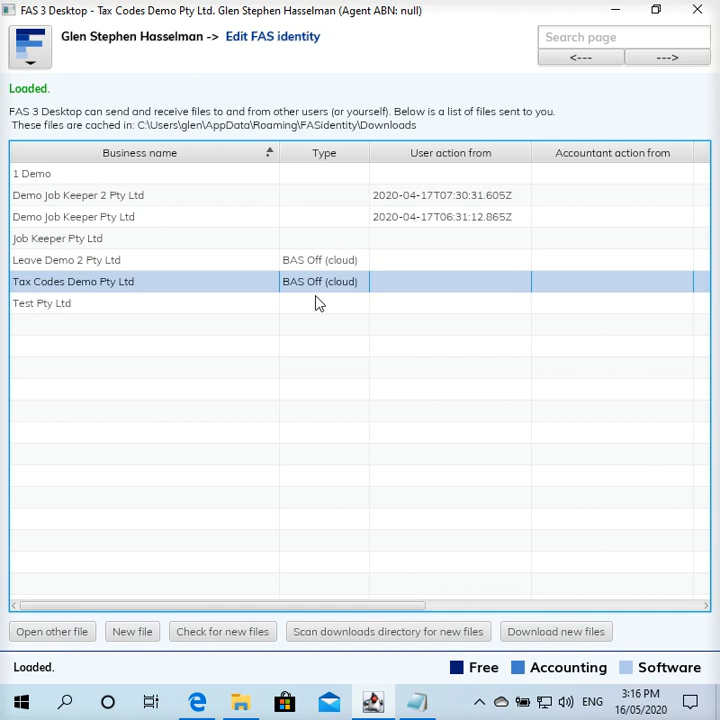 FAS 3 Desktop - Tax Codes Demo Pty Ltd. Glen Stephen Hasselman (Agent ABN: null)
Glen Stephen Hasselman -> Edit FAS identity
Search page
<--- --->
Loaded.
FAS 3 Desktop can send and receive files to and from other users (or yourself). Below is a list of files sent to you.
These files are cached in: C:\Users\glen\AppData\Roaming\FASidentity\Downloads
Business name Type User action from Accountant action from
1 Demo
Demo Job Keeper 2 Pty Ltd 2020-04-17T07:30:31.605Z
Demo Job Keeper Pty Ltd 2020-04-17T06:31:12.865Z
Job Keeper Pty Ltd
Leave Demo 2 Pty Ltd BAS Off (cloud)
Tax Codes Demo Pty Ltd BAS Off (cloud)
Test Pty Ltd
Open other file New file Check for new files Scan downloads directory for new files Download new files
Loaded. Free Accounting Software
ENG 3:16 PM
16/05/2020